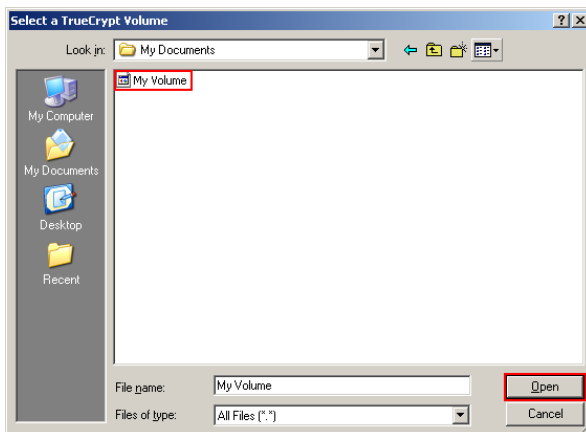 Select a TrueCrypt Volume
Look in: My Documents
My Volume
My Computer
My Documents
Desktop
Recent
File name: My Volume Open
Files of type: All Files (*.*) Cancel